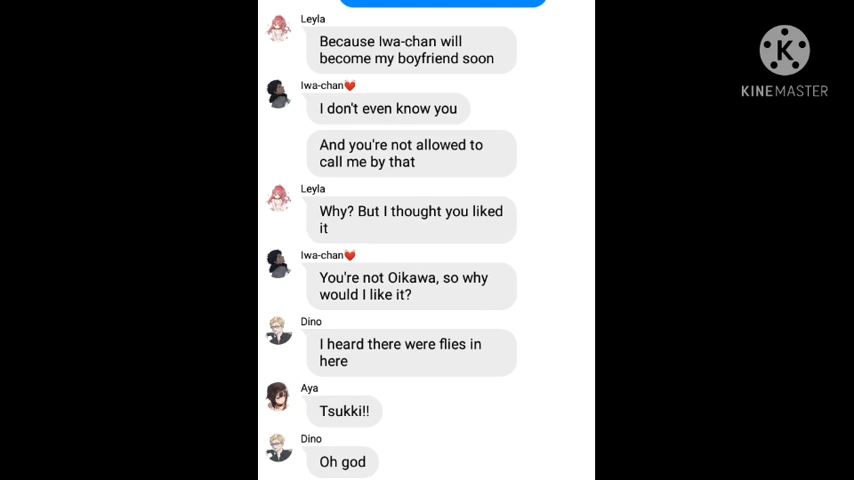 Leyla
Because Iwa-chan will
become my boyfriend soon
Iwa-chan❤️
I don't even know you
And you're not allowed to
call me by that
Leyla
Why? But I thought you liked
it
Iwa-chan❤️
You're not Oikawa, so why
would I like it?
Dino
I heard there were flies in
here
Aya
Tsukki!!
Dino
Oh god
K
KINEMASTER